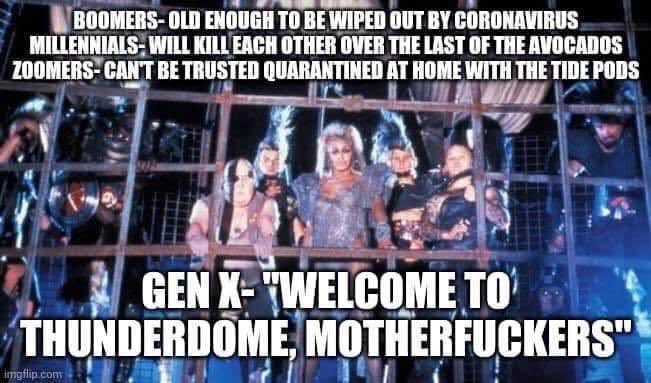 BOOMERS- OLD ENOUGH TO BE WIPED OUT BY CORONAVIRUS
MILLENNIALS- WILL KILL EACH OTHER OVER THE LAST OF THE AVOCADOS
ZOOMERS- CAN'T BE TRUSTED QUARANTINED AT HOME WITH THE TIDE PODS
GEN X- "WELCOME TO
THUNDERDOME, MOTHERFUCKERS"
imgflip.com